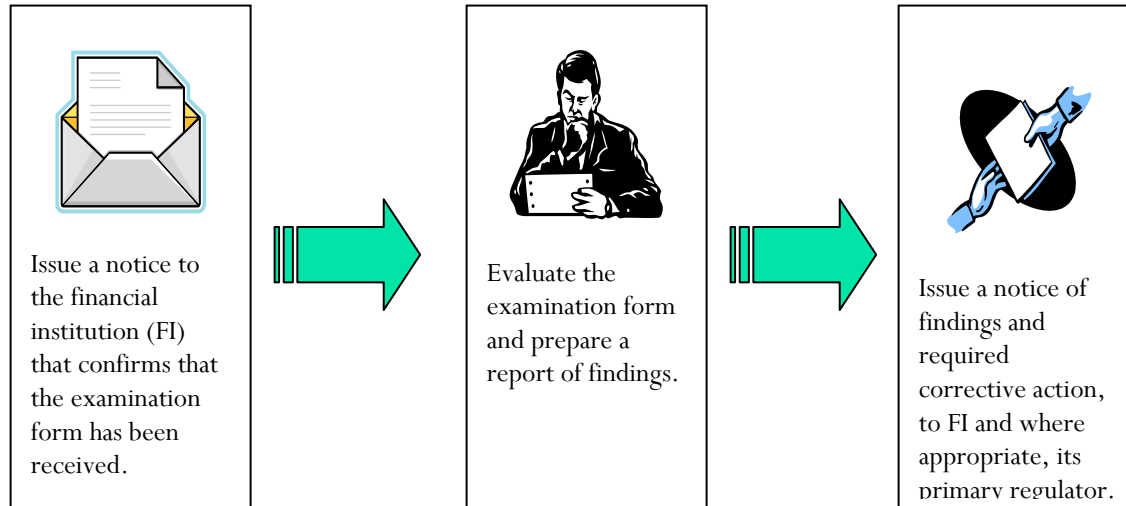 Issue a notice to
the financial
institution (FI)
that confirms that
the examination
form has been
received.
Evaluate the
examination form
and prepare a
report of findings.
Issue a notice of
findings and
required
corrective action,
to FI and where
appropriate, its
primary regulator.